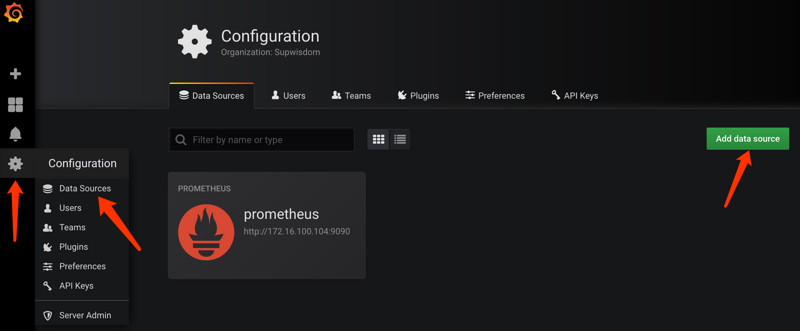 Configuration
Organization: Supwisdom
Data Sources
Users
Teams
Plugins
Preferences
API Keys
Filter by name or type
Add data source
Configuration
Data Sources
Users
Teams
Plugins
Preferences
API Keys
Server Admin
PROMETHEUS
prometheus
http://172.16.100.104:9090